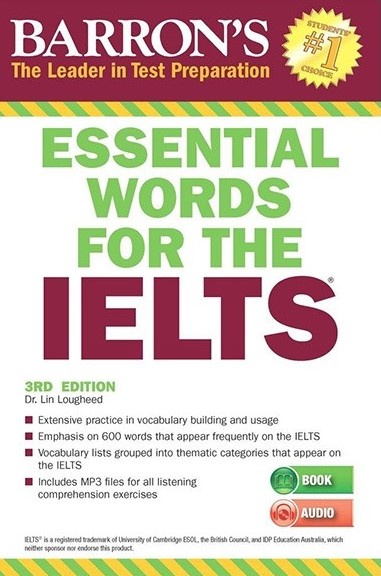 BARRON'S
The Leader in Test Preparation
STUDENTS'
#1
CHOICE
ESSENTIAL
WORDS
FOR THE
IELTS®
3RD EDITION
Dr. Lin Lougheed
Extensive practice in vocabulary building and usage
Emphasis on 600 words that appear frequently on the IELTS
Vocabulary lists grouped into thematic categories that appear on
the IELTS
Includes MP3 files for all listening
comprehension exercises
BOOK
AUDIO
IELTS® is a registered trademark of University of Cambridge ESOL, the British Council, and IDP Education Australia, which
neither sponsor nor endorse this product.